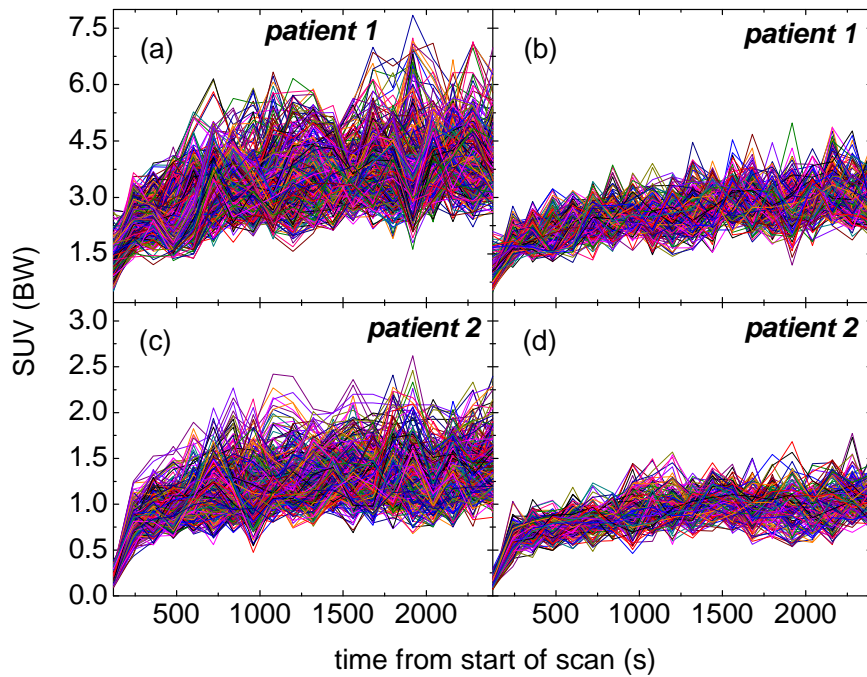 7.5
6.0
4.5
3.0
1.5
(a)
patient 1
(b)
patient 1
SUV (BW)
3.0
2.5
2.0
1.5
1.0
0.5
0.0
(c)
patient 2
(d)
patient 2
500 1000 1500 2000 500 1000 1500 2000
time from start of scan (s)